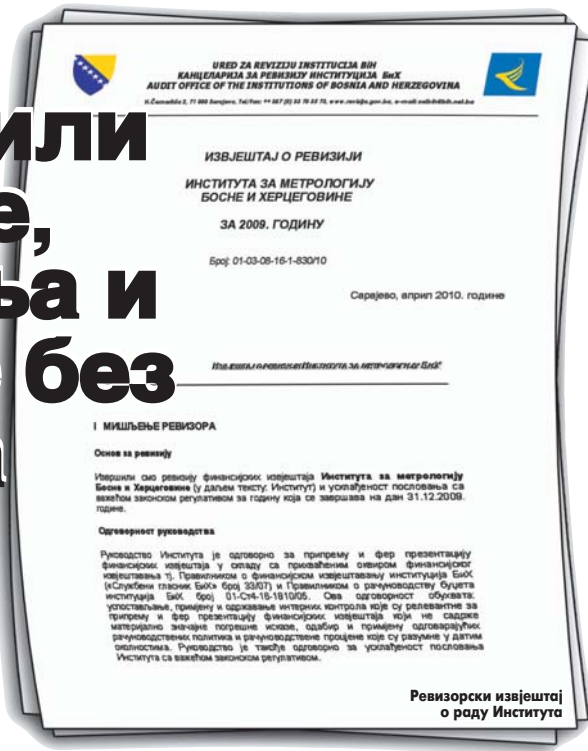 URED ZA REVIZIJU INSTITUCIJA BiH
КАНЦЕЛАРИЈА ЗА РЕВИЗИЈУ ИНСТИТУЦИЈА БиХ
AUDIT OFFICE OF THE INSTITUTIONS OF BOSNIA AND HERZEGOVINA
или
е,
ња и
без
ИЗВЈЕШТАЈ О РЕВИЗИЈИ
ИНСТИТУТА ЗА МЕТРОЛОГИЈУ
БОСНЕ И ХЕРЦЕГОВИНЕ
ЗА 2009. ГОДИНУ
Број: 01-03-08-16-1-830/10
Сарајево, април 2010. године
I МИШЉЕЊЕ РЕВИЗОРА
Основ за ревизију
Извршили смо ревизију финансијских извјештаја Института за метрологију
Босне и Херцеговине (у даљем тексту: Институт) и усклађеност пословања са
важећом законском регулативом за годину која се завршава на дан 31.12.2009.
године.
Одговорност руководства
Руководство Института је одговорно за припрему и фер презентацију
финансијских извјештаја у складу са прихваћеним оквиром финансијског
извјештавања тј. Правилником о финансијском извјештавању институција БиХ
(«Службени гласник БиХ» број 33/07) и Правилником о рачуноводству буџета
институција БиХ број 01-Ст4-16-1810/05. Ова одговорност обухвата:
успостављање, примјену и одржавање интерних контрола које су релевантне за
припрему и фер презентацију финансијских извјештаја који не садрже
материјално значајне погрешне исказе, одабир и примјену одговарајућих
рачуноводствених политика и рачуноводствене процјене које су разумне у датим
околностима. Руководство је такође одговорно за усклађеност пословања
Института са важећом законском регулативом.
Ревизорски извјештај
о раду Института